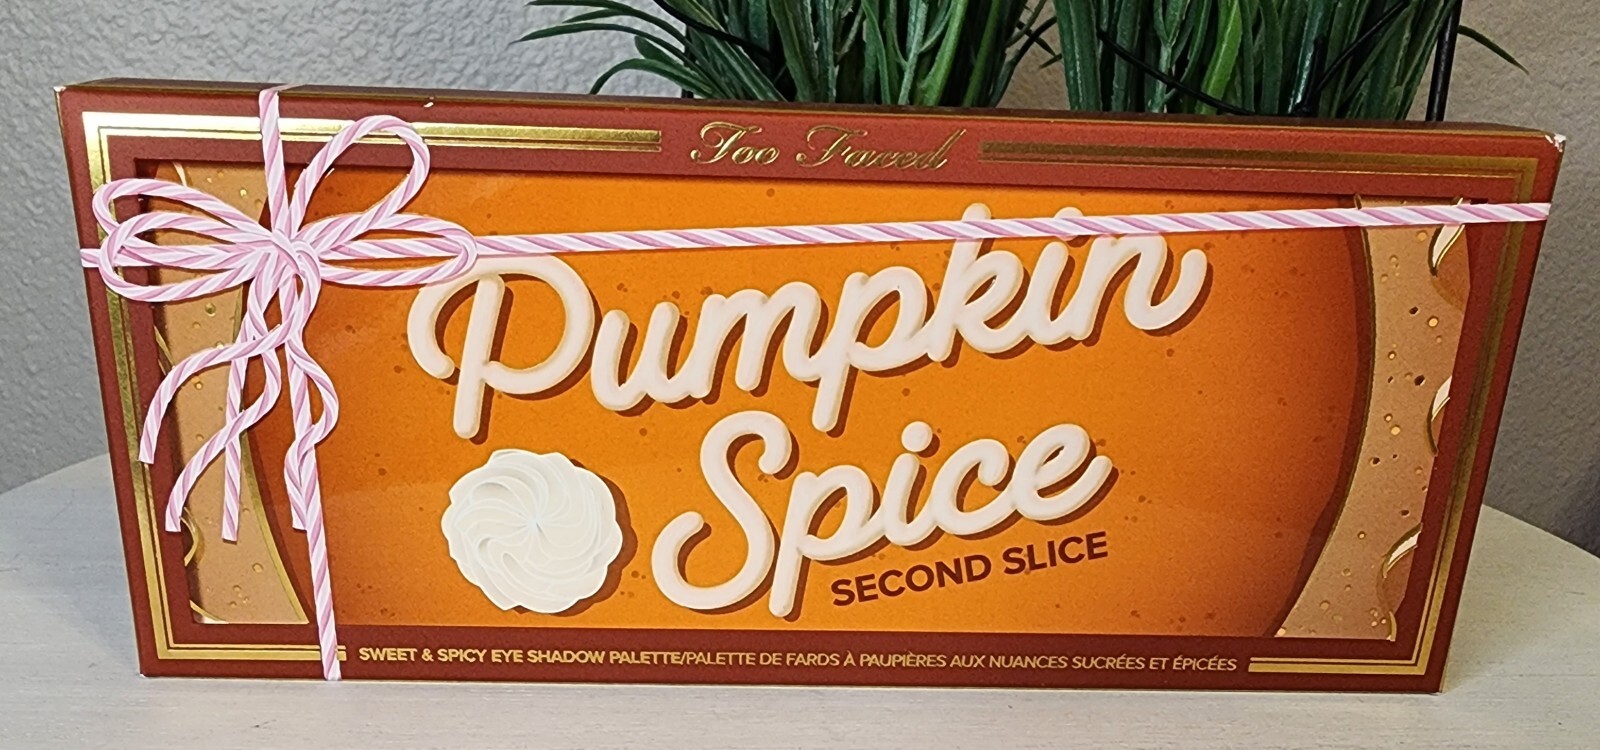 Too Faced
Pumpkin
Spice
SECOND SLICE
SWEET & SPICY EYE SHADOW PALETTE/PALETTE DE FARDS À PAUPIÈRES AUX NUANCES SUCRÉES ET ÉPICÉES